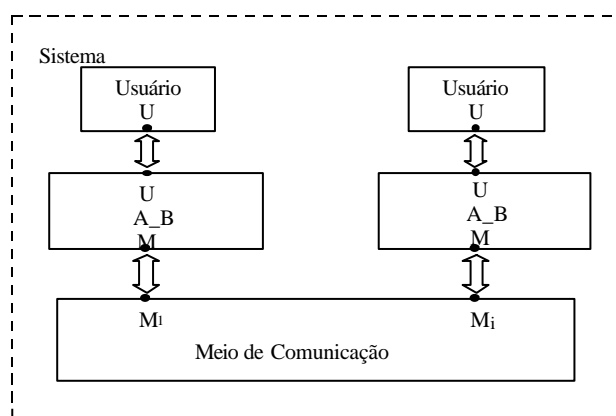 Sistema
Usuário
U
Usuário
U
U
A_B
M
U
A_B
M
M1
Mi
Meio de Comunicação